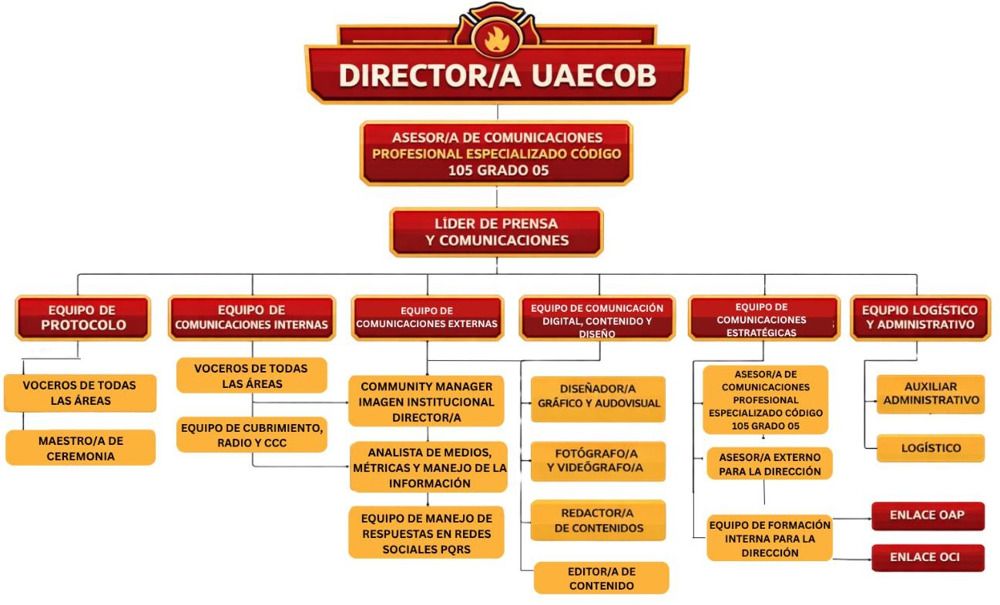 DIRECTOR/A UAECOB
ASESOR/A DE COMUNICACIONES
PROFESIONAL ESPECIALIZADO CÓDIGO
105 GRADO 05
LÍDER DE PRENSA
Y COMUNICACIONES
EQUIPO DE
PROTOCOLO
VOCEROS DE TODAS
LAS ÁREAS
MAESTRO/A DE
CEREMONIA
EQUIPO DE
COMUNICACIONES INTERNAS
VOCEROS DE TODAS
LAS ÁREAS
EQUIPO DE CUBRIMIENTO,
RADIO Y CCC
EQUIPO DE
COMUNICACIONES EXTERNAS
COMMUNITY MANAGER
IMAGEN INSTITUCIONAL
DIRECTOR/A
ANALISTA DE MEDIOS,
MÉTRICAS Y MANEJO DE LA
INFORMACIÓN
EQUIPO DE MANEJO DE
RESPUESTAS EN REDES
SOCIALES PQRS
EQUIPO DE COMUNICACIÓN
DIGITAL, CONTENIDO Y
DISEÑO
DISEÑADOR/A
GRÁFICO Y AUDIOVISUAL
FOTÓGRAFO/A
Y VIDEÓGRAFO/A
REDACTOR/A
DE CONTENIDOS
EDITOR/A DE
CONTENIDO
EQUIPO DE
COMUNICACIONES
ESTRATÉGICAS
ASESOR/A DE
COMUNICACIONES
PROFESIONAL
ESPECIALIZADO CÓDIGO
105 GRADO 05
ASESOR/A EXTERNO
PARA LA DIRECCIÓN
EQUIPO DE FORMACIÓN
INTERNA PARA LA
DIRECCIÓN
EQUPIO LOGÍSTICO
Y ADMINISTRATIVO
AUXILIAR
ADMINISTRATIVO
LOGÍSTICO
ENLACE OAP
ENLACE OCI